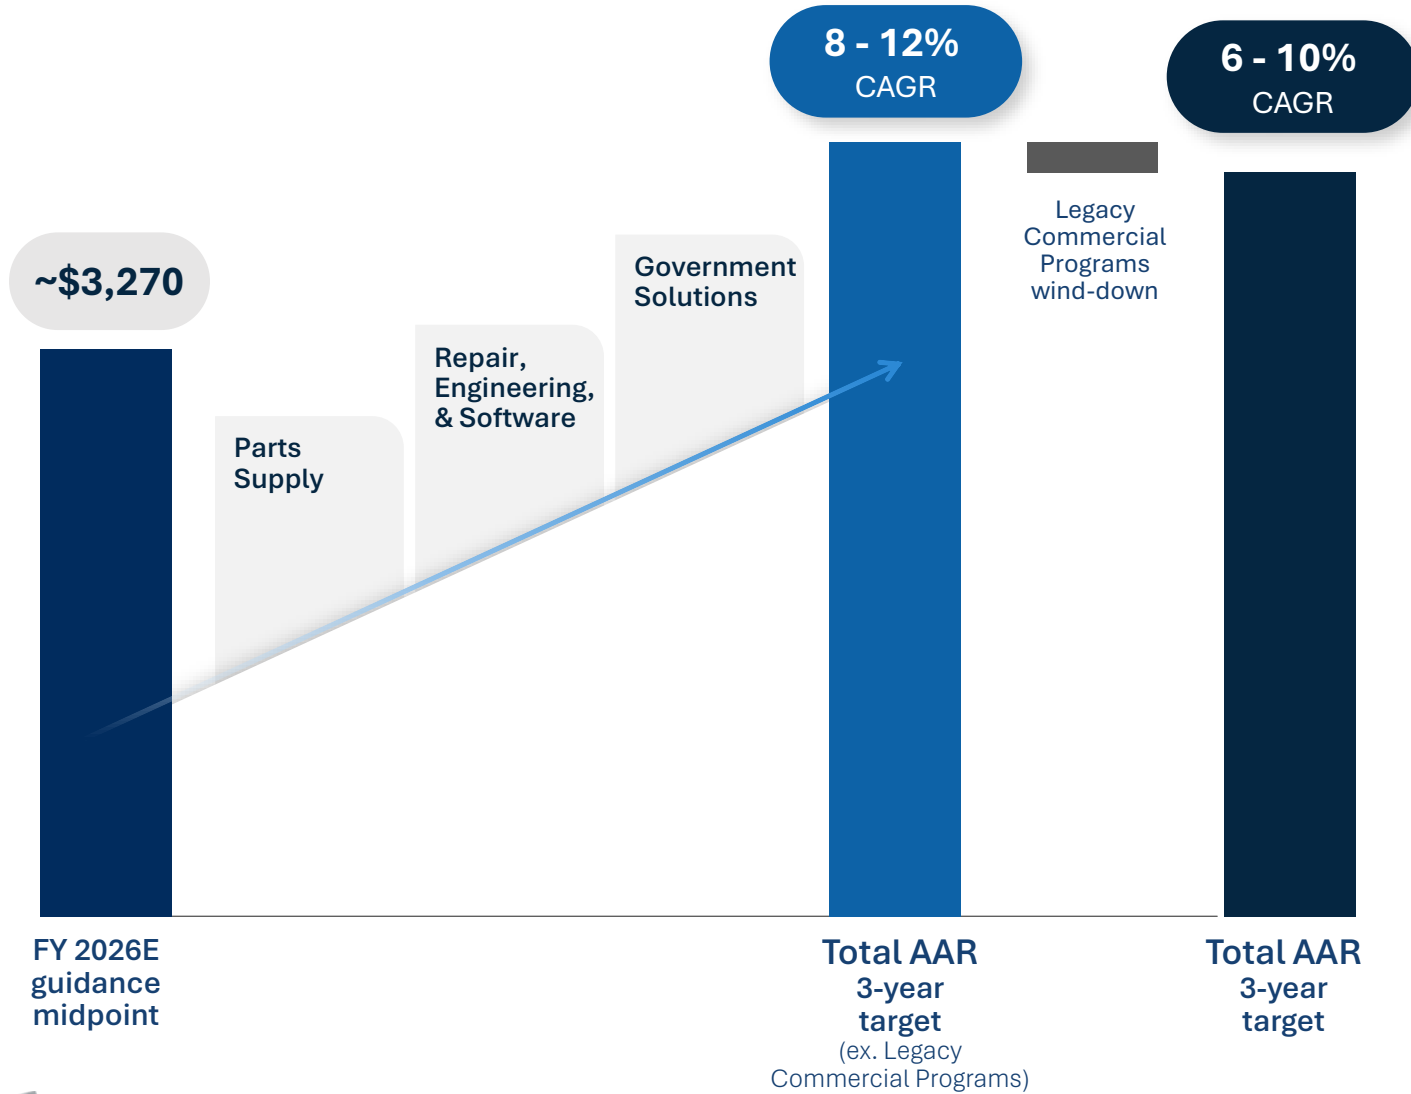 8 - 12%
CAGR
6 - 10%
CAGR
~$3,270
Parts
Supply
Repair,
Engineering,
& Software
Government
Solutions
Legacy
Commercial
Programs
wind-down
FY 2026E
guidance
midpoint
Total AAR
3-year
target
(ex. Legacy
Commercial Programs)
Total AAR
3-year
target